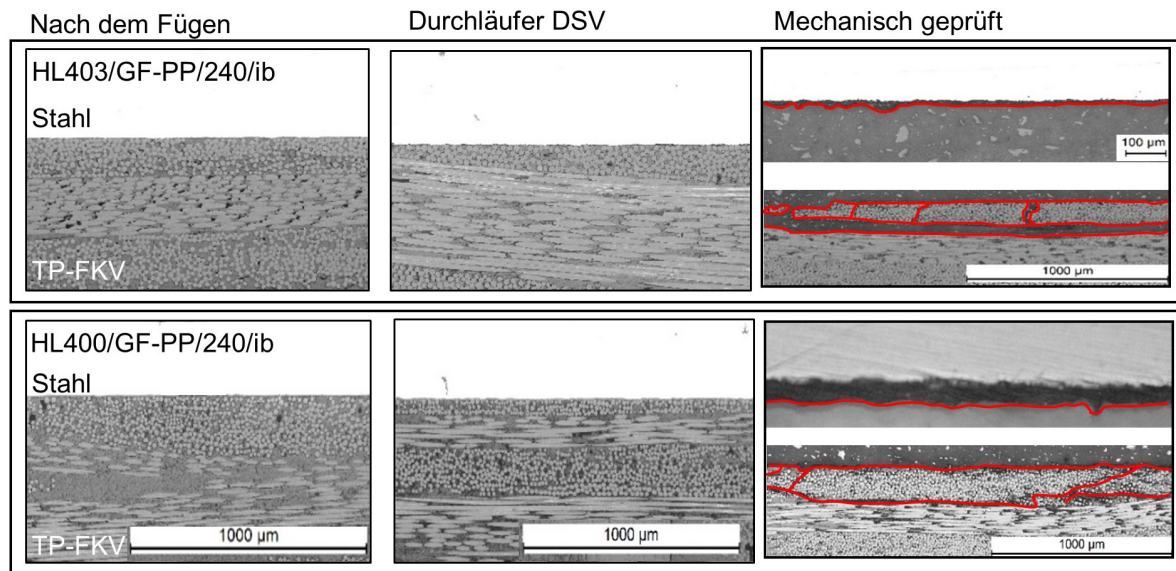 Nach dem Fügen
Durchläufer DSV
Mechanisch geprüft
HL403/GF-PP/240/ib
Stahl
TP-FKV
100 µm
1000 µm
HL400/GF-PP/240/ib
Stahl
TP-FKV
1000 µm
1000 µm
1000 µm